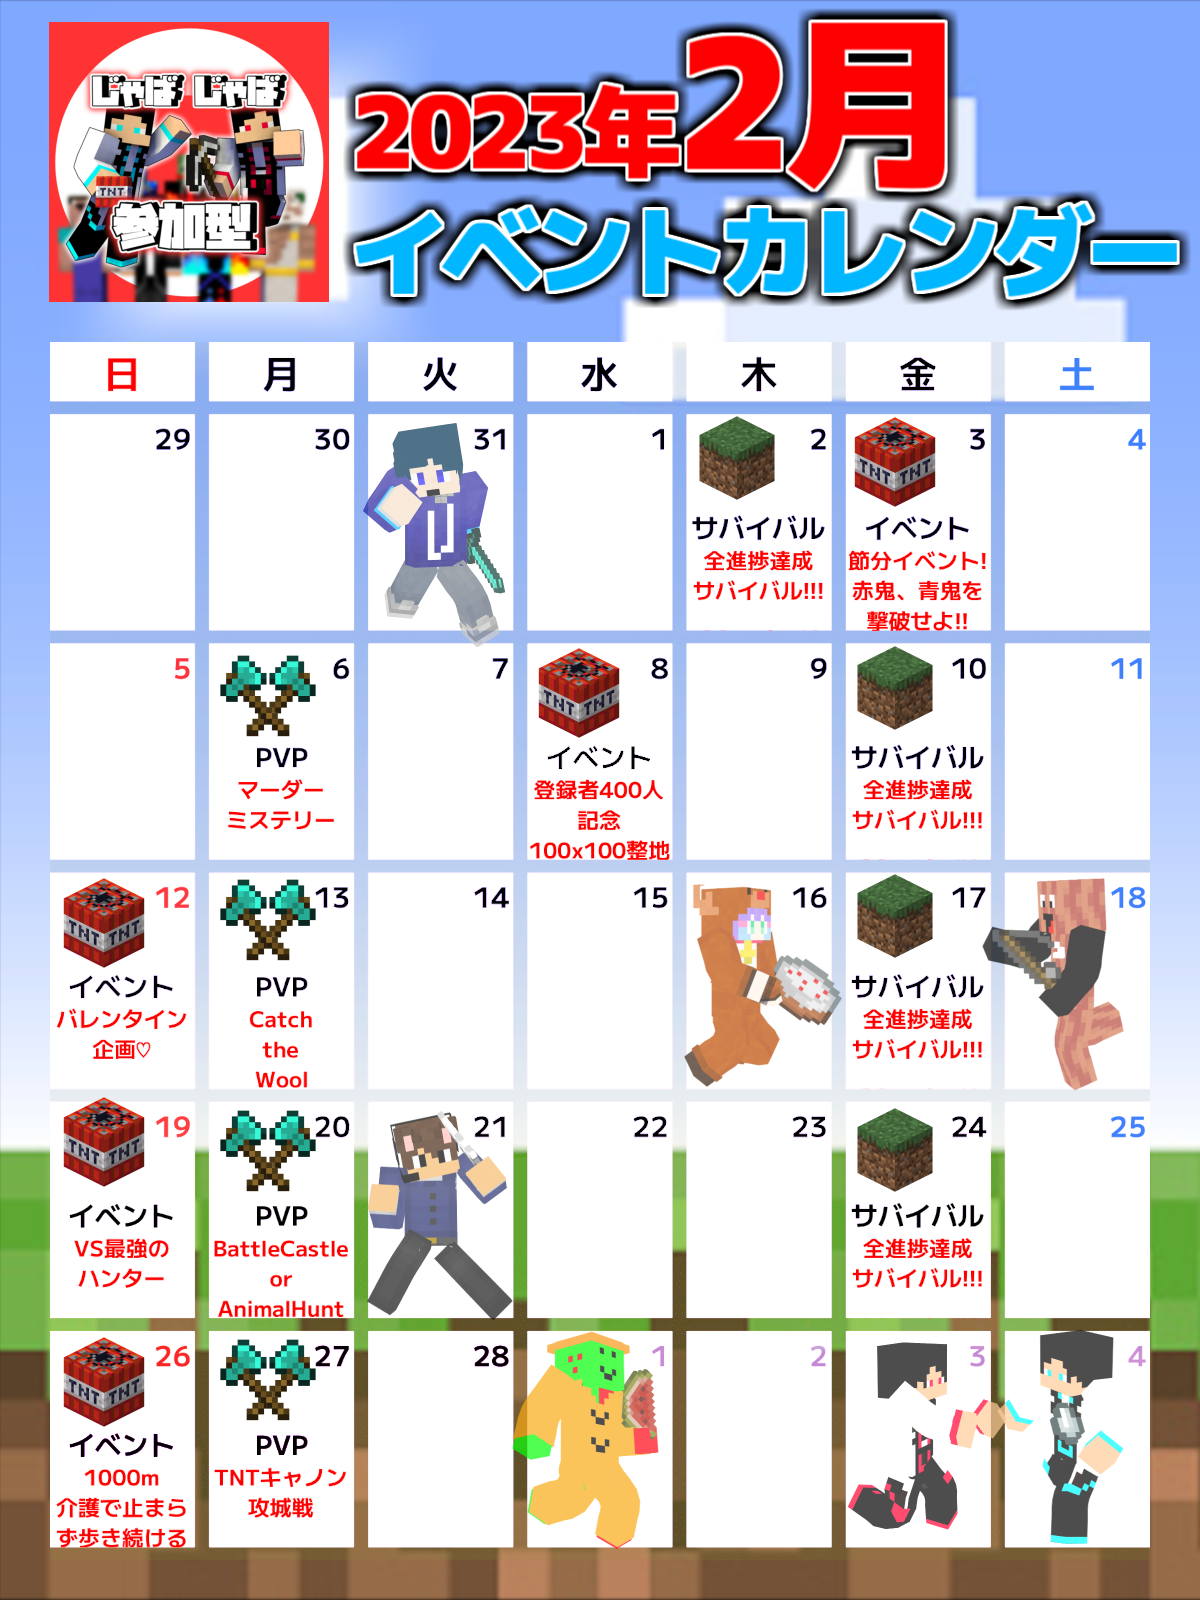 じゃぱじゃぱ
参加型
TNT
2023年2月
イベントカレンダー
日 月 火 水 木 金 土
29 30 31 1 2 3 4
TNT TNT
サバイバル
全進捗達成
サバイバル!!!
イベント
節分イベント!
赤鬼、青鬼を
撃破せよ!!
5 6 7 8 9 10 11
PVP
マーダー
ミステリー
TNT TNT
イベント
登録者400人
記念
100x100整地
サバイバル
全進捗達成
サバイバル!!!
12 13 14 15 16 17 18
TNT TNT
イベント
バレンタイン
企画♡
PVP
Catch
the
Wool
サバイバル
全進捗達成
サバイバル!!!
19 20 21 22 23 24 25
TNT TNT
イベント
VS最強の
ハンター
PVP
BattleCastle
or
AnimalHunt
サバイバル
全進捗達成
サバイバル!!!
26 27 28 1 2 3 4
TNT TNT
イベント
1000m
介護で止まら
ず歩き続ける
PVP
TNTキャノン
攻城戦